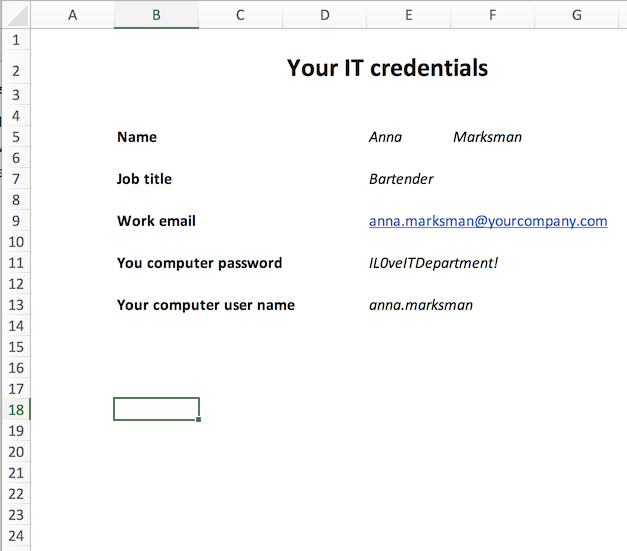 A B C D E F G
1
2 Your IT credentials
3
4
5 Name Anna Marksman
6
7 Job title Bartender
8
9 Work email anna.marksman@yourcompany.com
10
11 You computer password IL0veITDepartment!
12
13 Your computer user name anna.marksman
14
15
16
17
18
19
20
21
22
23
24